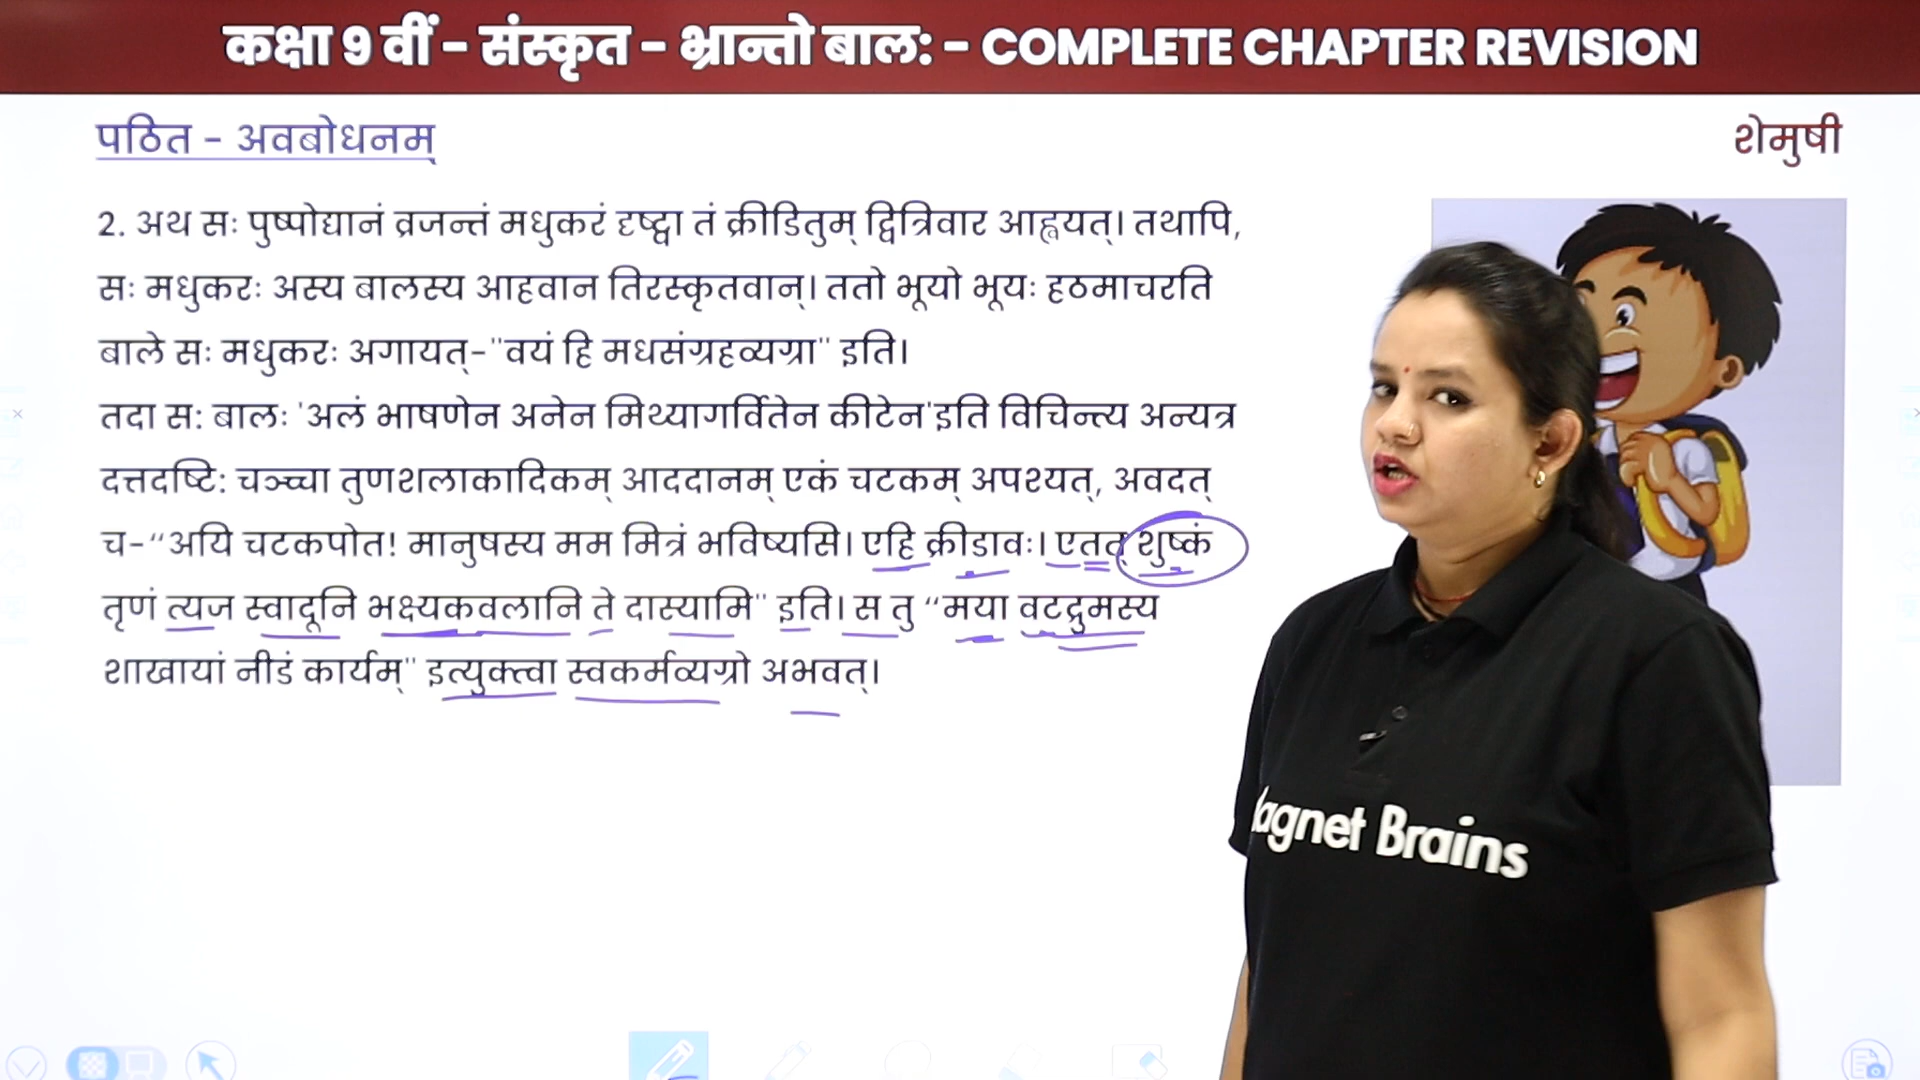 कक्षा 9 वीं - संस्कृत - भ्रान्तो बाल: - COMPLETE CHAPTER REVISION
पठित - अवबोधनम्
शेमुषी
2. अथ सः पुष्पोद्यानं व्रजन्तं मधुकरं दृष्ट्वा तं क्रीडितुम् द्वित्रिवार आह्वयत्। तथापि,
सः मधुकरः अस्य बालस्य आहवान तिरस्कृतवान्। ततो भूयो भूयः हठमाचरति
बाले सः मधुकरः अगायत्-"वयं हि मधसंग्रहव्यग्रा" इति।
तदा स: बालः 'अलं भाषणेन अनेन मिथ्यागर्वितेन कीटेन'इति विचिन्त्य अन्यत्र
दत्तदष्टि: चञ्चा तुणशलाकादिकम् आददानम् एकं चटकम् अपश्यत्, अवदत्
च-“अयि चटकपोत! मानुषस्य मम मित्रं भविष्यसि। एहि क्रीडावः। एतत् शुष्कं
तृणं त्यज स्वादूनि भक्ष्यकवलानि ते दास्यामि" इति। स तु “मया वटद्रुमस्य
शाखायां नीडं कार्यम्" इत्युक्त्वा स्वकर्मव्यग्रो अभवत्।
agnet Brains